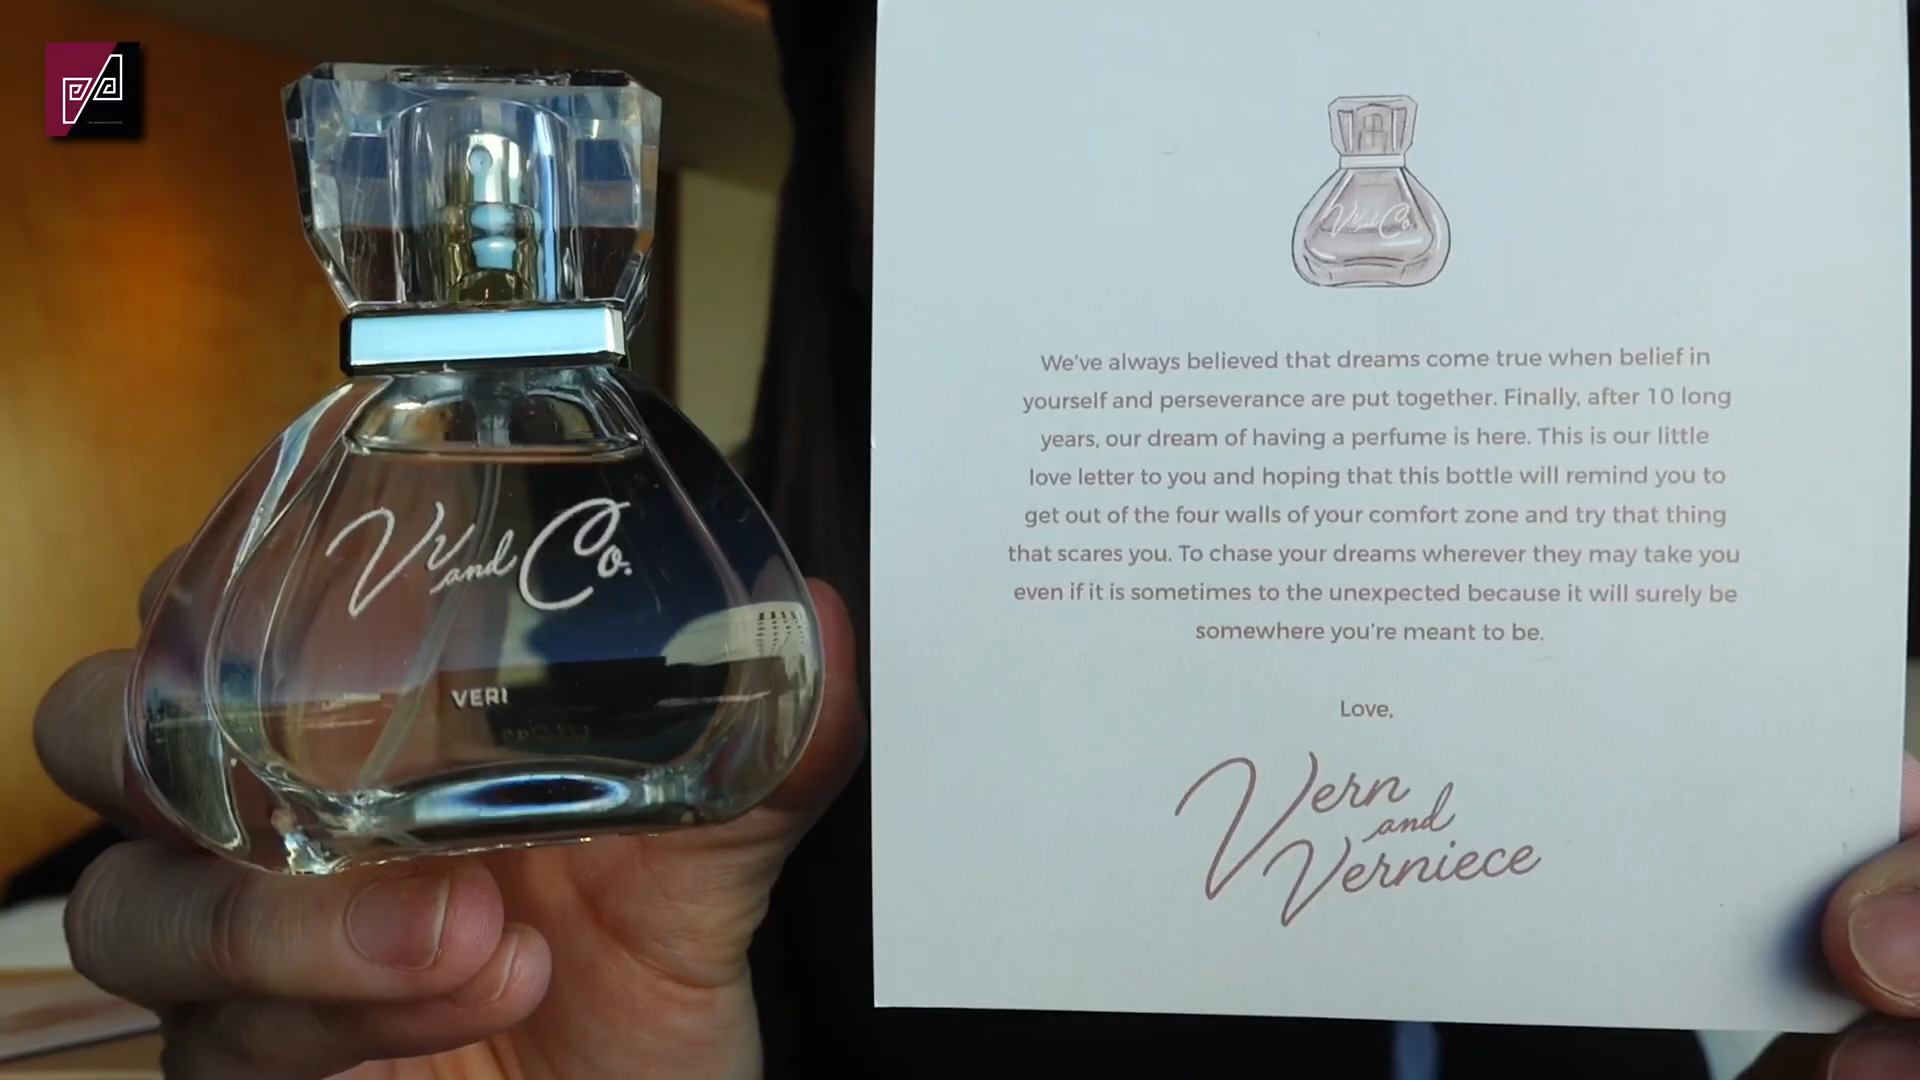 VV and Co.
VERI
VV and Co.
We've always believed that dreams come true when belief in
yourself and perseverance are put together. Finally, after 10 long
years, our dream of having a perfume is here. This is our little
love letter to you and hoping that this bottle will remind you to
get out of the four walls of your comfort zone and try that thing
that scares you. To chase your dreams wherever they may take you
even if it is sometimes to the unexpected because it will surely be
somewhere you're meant to be.
Love,
Vern
and
Verniece